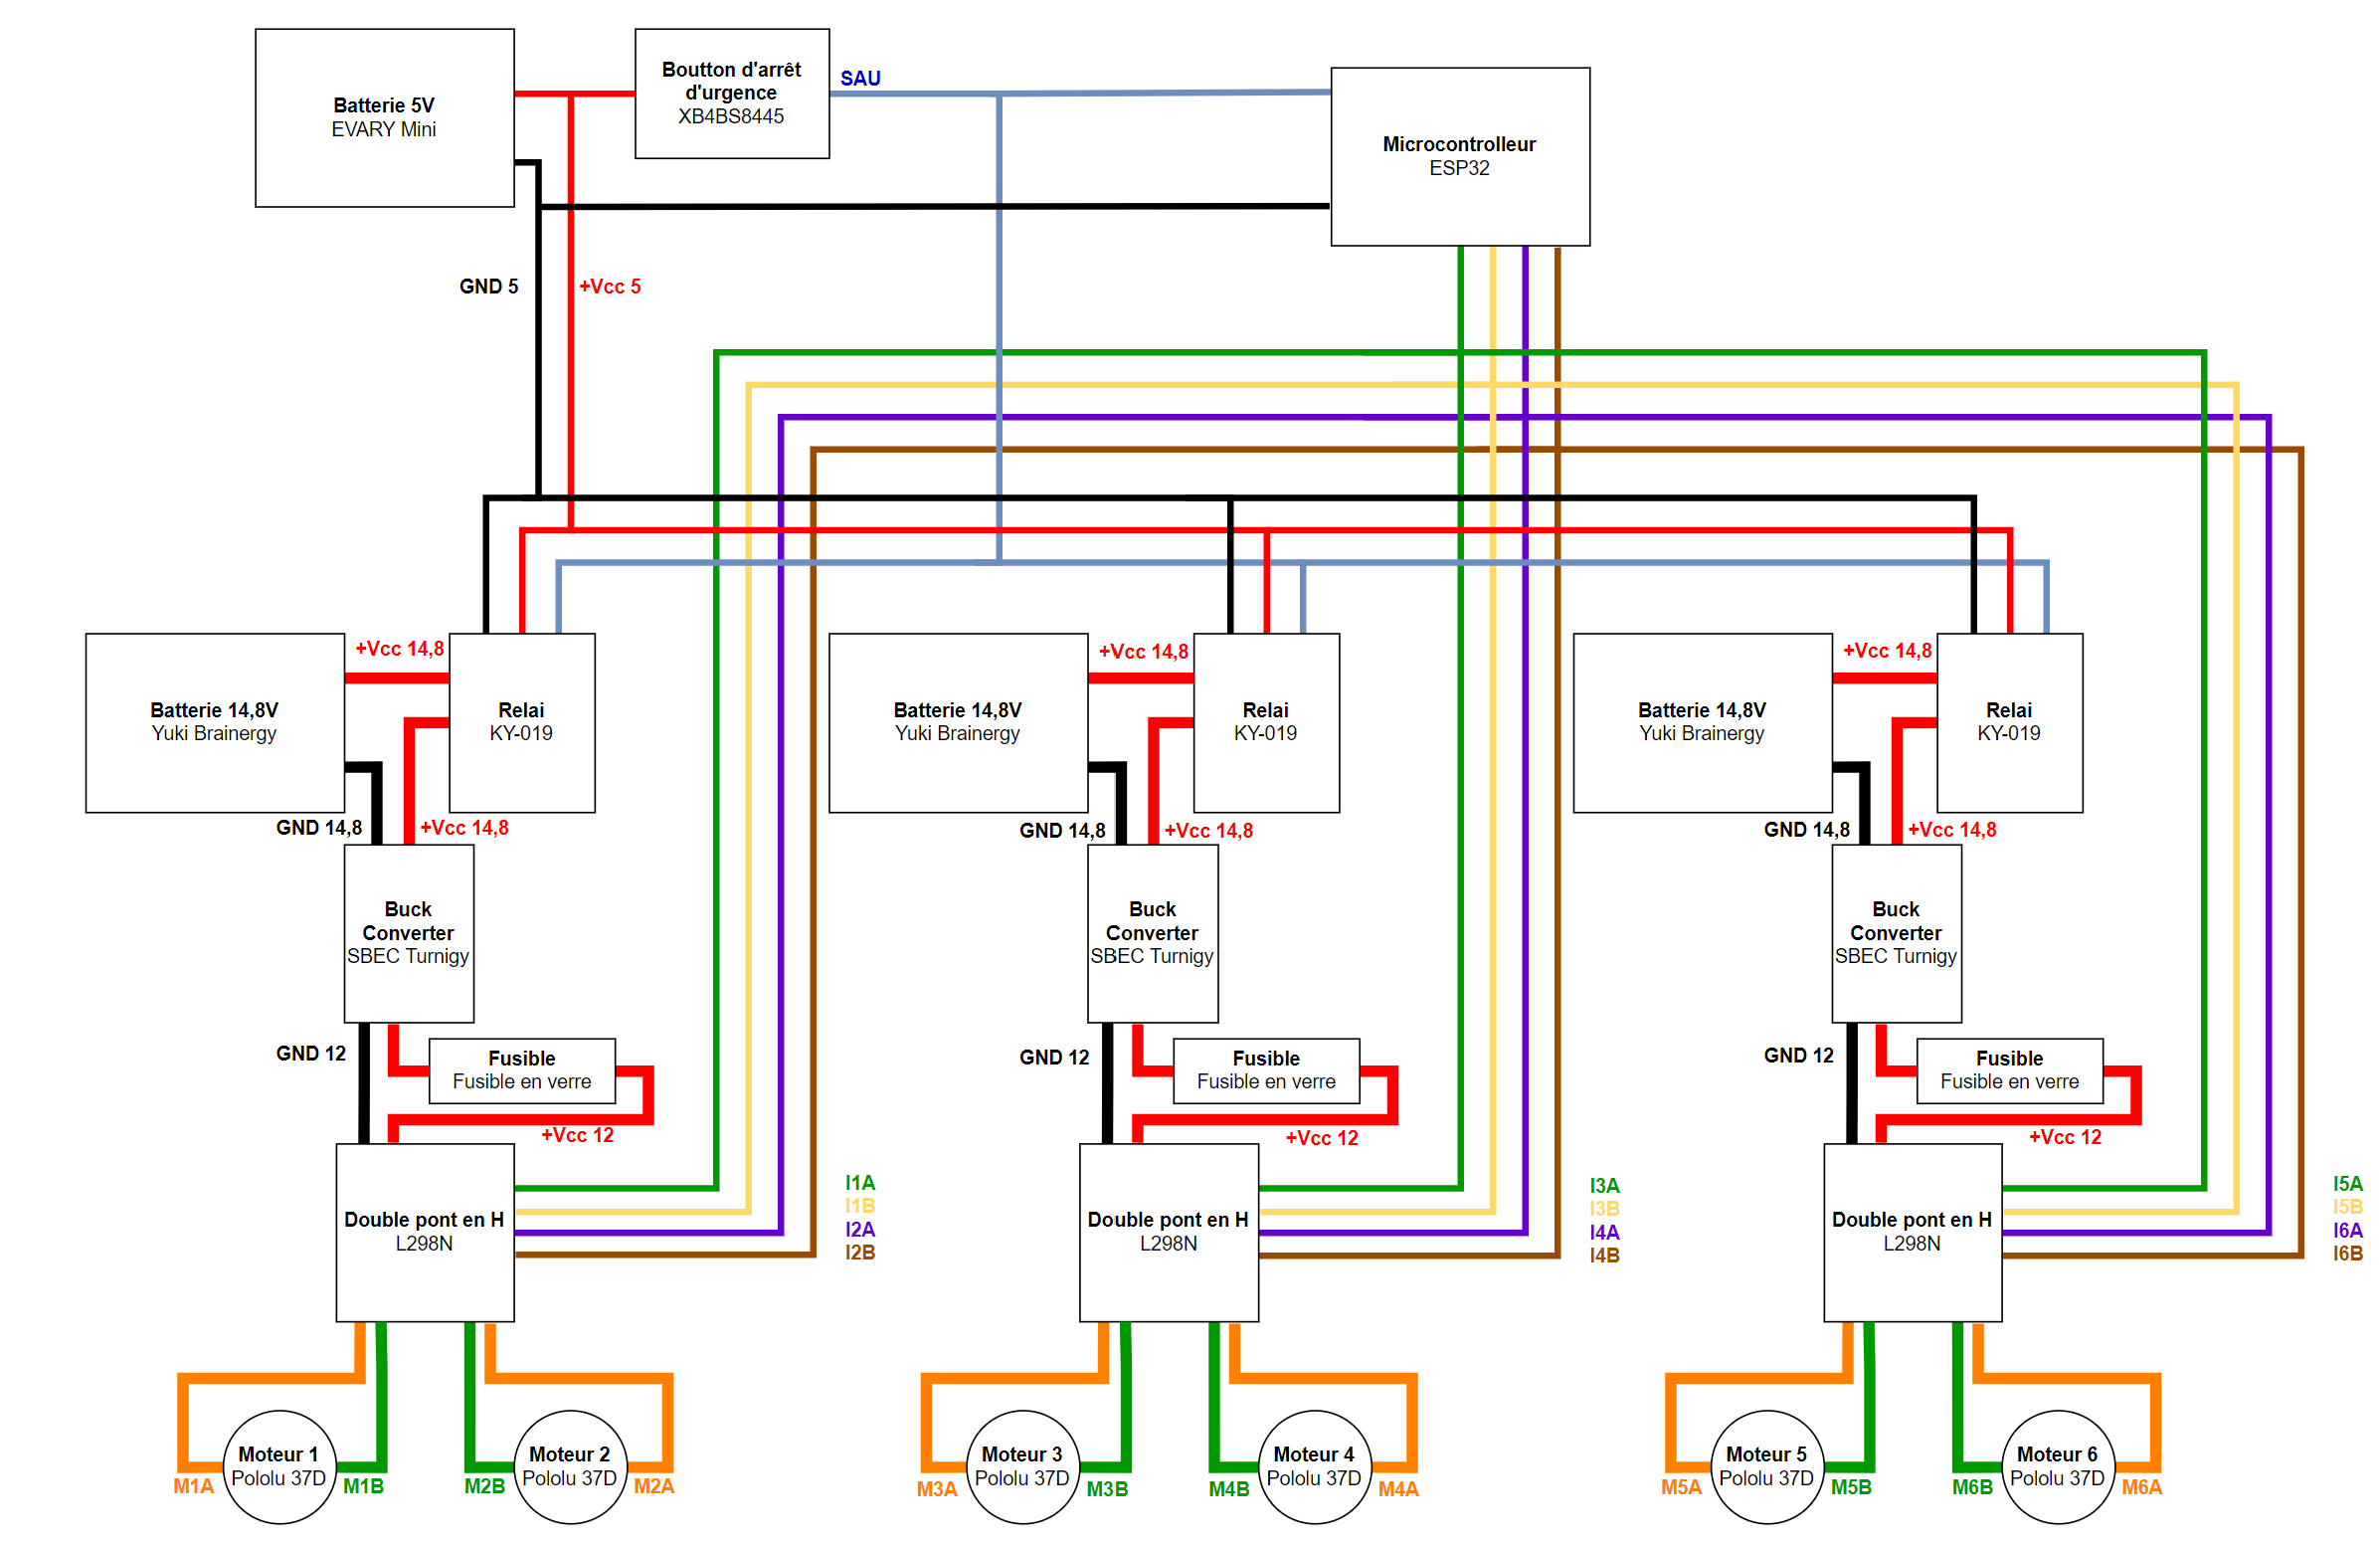 Batterie 5V
EVARY Mini
Boutton d'arrêt
d'urgence
XB4BS8445
SAU
Microcontrolleur
ESP32
GND 5
+Vcc 5
+Vcc 14,8
Batterie 14,8V
Yuki Brainergy
Relai
KY-019
GND 14,8
+Vcc 14,8
Buck
Converter
SBEC Turnigy
GND 12
Fusible
Fusible en verre
+Vcc 12
Double pont en H
L298N
I1A
I1B
I2A
I2B
Moteur 1
Pololu 37D
M1A
M1B
Moteur 2
Pololu 37D
M2B
M2A
+Vcc 14,8
Batterie 14,8V
Yuki Brainergy
Relai
KY-019
GND 14,8
+Vcc 14,8
Buck
Converter
SBEC Turnigy
GND 12
Fusible
Fusible en verre
+Vcc 12
Double pont en H
L298N
I3A
I3B
I4A
I4B
Moteur 3
Pololu 37D
M3A
M3B
Moteur 4
Pololu 37D
M4B
M4A
+Vcc 14,8
Batterie 14,8V
Yuki Brainergy
Relai
KY-019
GND 14,8
+Vcc 14,8
Buck
Converter
SBEC Turnigy
GND 12
Fusible
Fusible en verre
+Vcc 12
Double pont en H
L298N
I5A
I5B
I6A
I6B
Moteur 5
Pololu 37D
M5A
M5B
Moteur 6
Pololu 37D
M6B
M6A